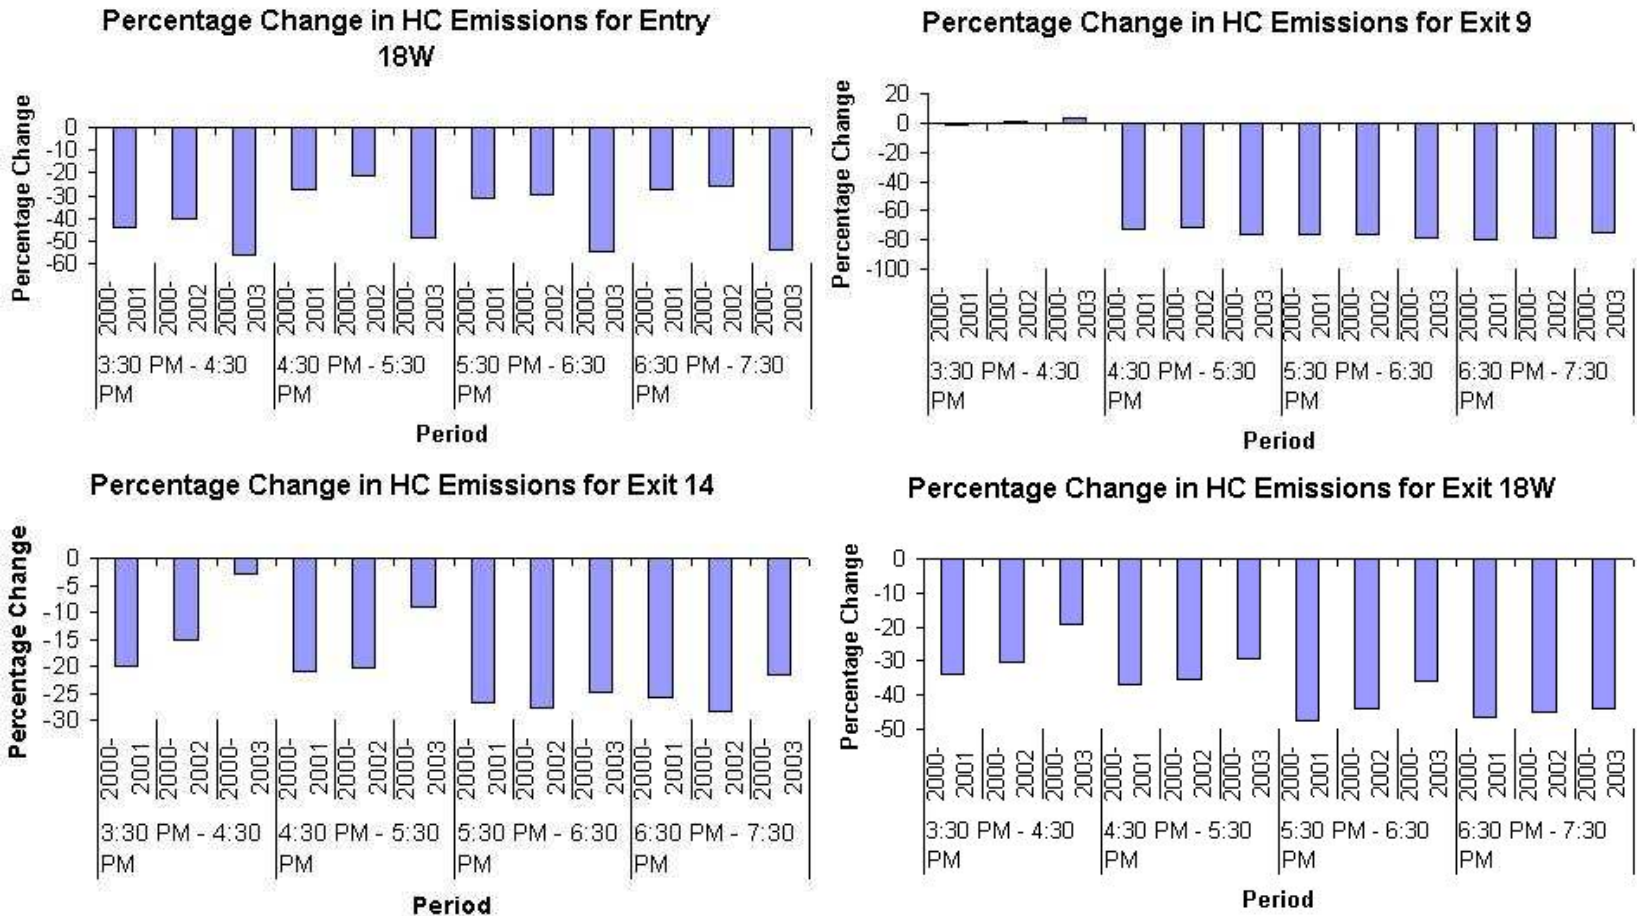 Percentage Change in HC Emissions for Entry
18W
Percentage Change
0
-10
-20
-30
-40
-50
-60
2000-
2001
2000-
2002
2000-
2003
2000-
2001
2000-
2002
2000-
2003
2000-
2001
2000-
2002
2000-
2003
2000-
2001
2000-
2002
2000-
2003
3:30 PM - 4:30
PM
4:30 PM - 5:30
PM
5:30 PM - 6:30
PM
6:30 PM - 7:30
PM
Period
Percentage Change in HC Emissions for Exit 9
Percentage Change
20
0
-20
-40
-60
-80
-100
2000-
2001
2000-
2002
2000-
2003
2000-
2001
2000-
2002
2000-
2003
2000-
2001
2000-
2002
2000-
2003
2000-
2001
2000-
2002
2000-
2003
3:30 PM - 4:30
PM
4:30 PM - 5:30
PM
5:30 PM - 6:30
PM
6:30 PM - 7:30
PM
Period
Percentage Change in HC Emissions for Exit 14
Percentage Change
0
-5
-10
-15
-20
-25
-30
2000-
2001
2000-
2002
2000-
2003
2000-
2001
2000-
2002
2000-
2003
2000-
2001
2000-
2002
2000-
2003
2000-
2001
2000-
2002
2000-
2003
3:30 PM - 4:30
PM
4:30 PM - 5:30
PM
5:30 PM - 6:30
PM
6:30 PM - 7:30
PM
Period
Percentage Change in HC Emissions for Exit 18W
Percentage Change
0
-10
-20
-30
-40
-50
2000-
2001
2000-
2002
2000-
2003
2000-
2001
2000-
2002
2000-
2003
2000-
2001
2000-
2002
2000-
2003
2000-
2001
2000-
2002
2000-
2003
3:30 PM - 4:30
PM
4:30 PM - 5:30
PM
5:30 PM - 6:30
PM
6:30 PM - 7:30
PM
Period